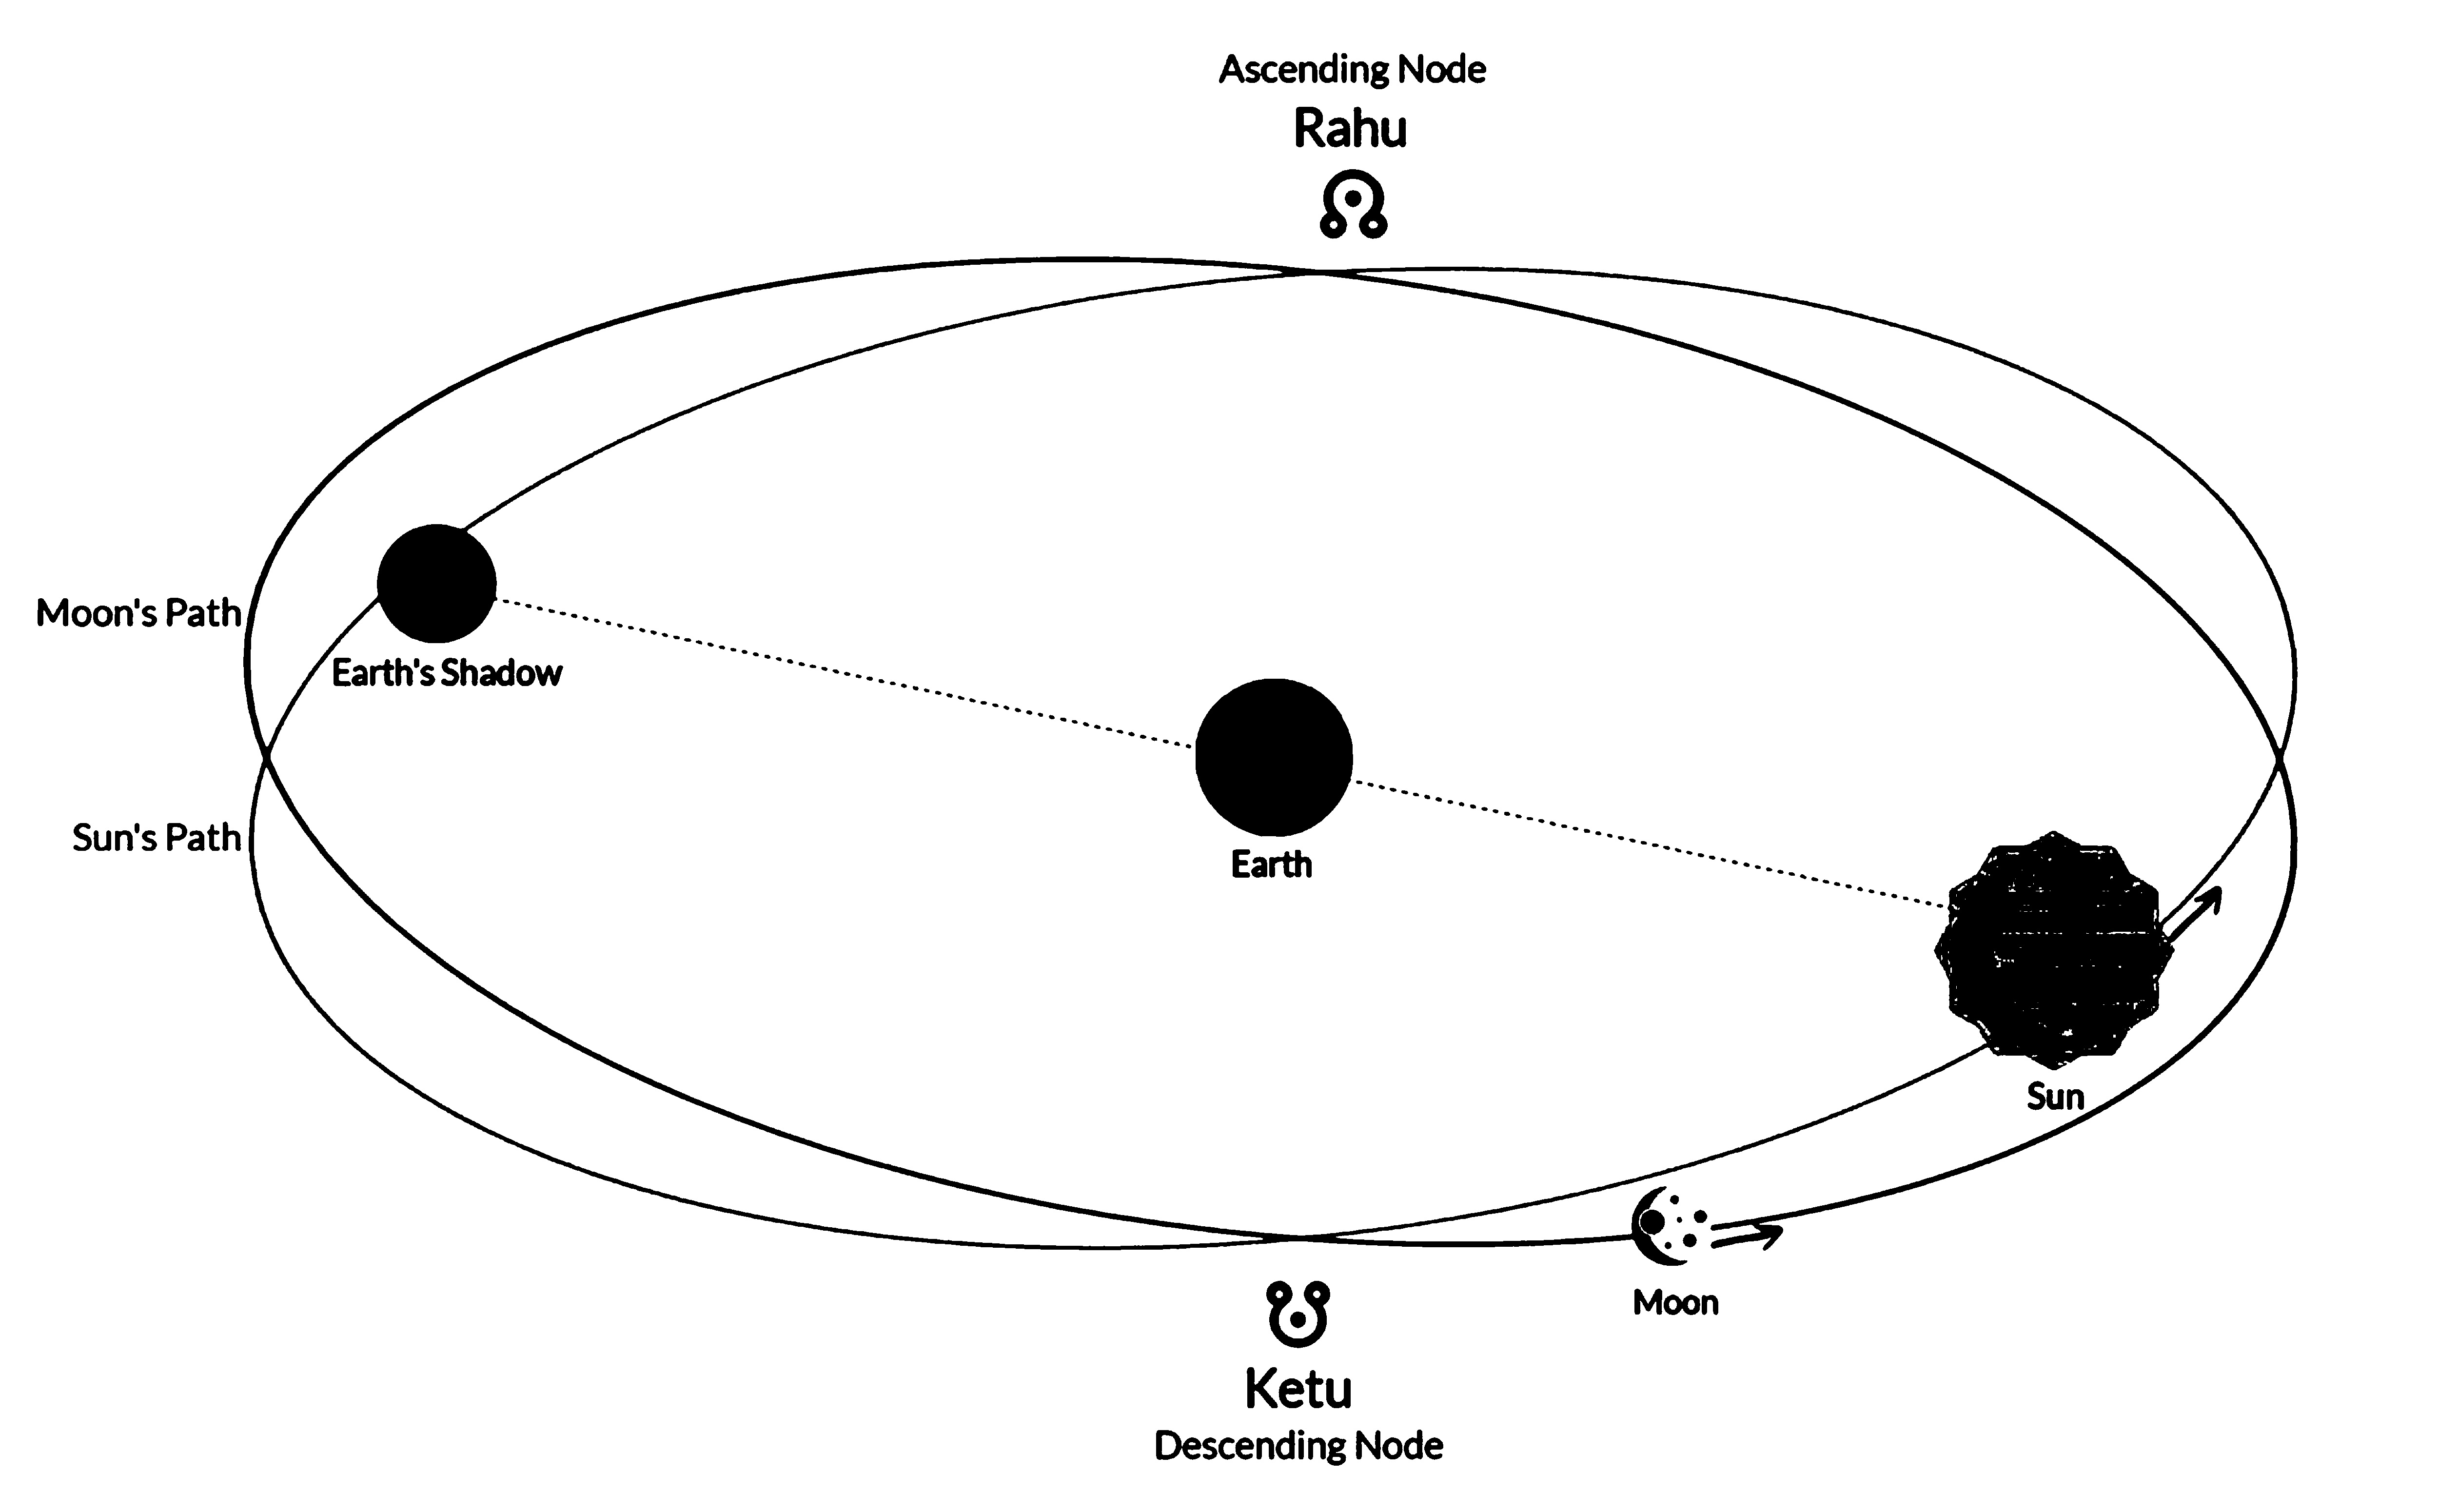 Ascending Node
Rahu
Moon's Path
Earth's Shadow
Sun's Path
Earth
Sun
Moon
Ketu
Descending Node